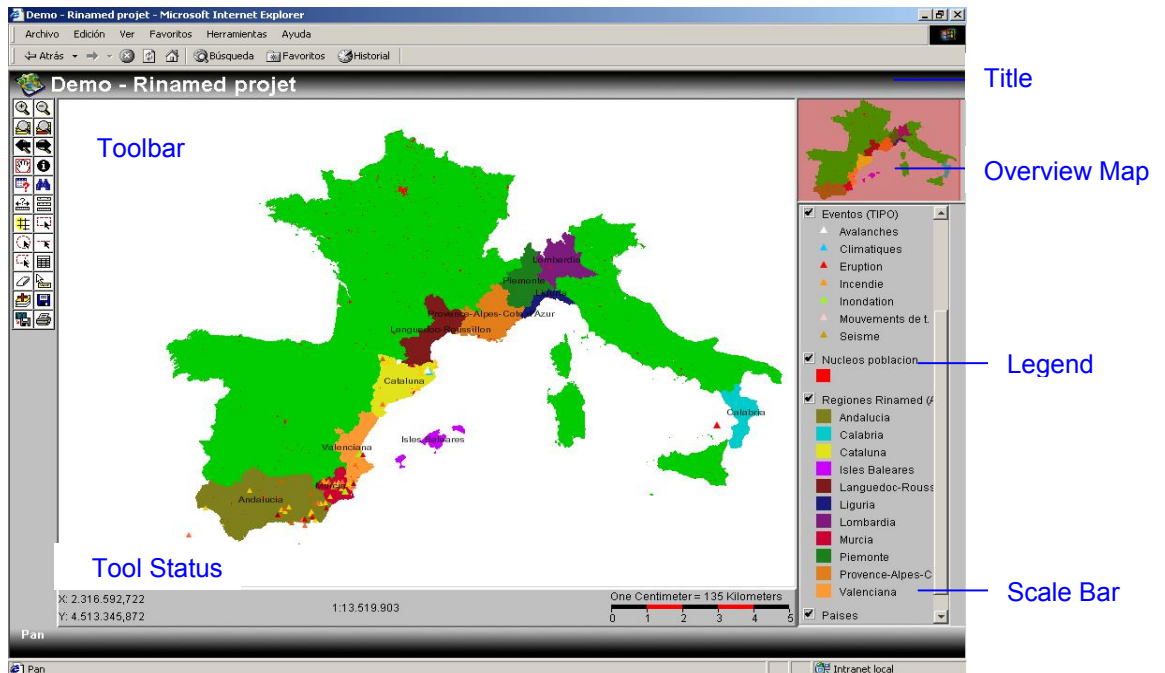 Demo - Rinamed projet - Microsoft Internet Explorer
Archivo Edición Ver Favoritos Herramientas Ayuda
Atrás Búsqueda Favoritos Historial
Demo - Rinamed projet
Title
Toolbar
Overview Map
Eventos (TIPO)
Avalanches
Climatiques
Eruption
Incendie
Inondation
Mouvements de t.
Seisme
Nucleos poblacion
Legend
Regiones Rinamed (A
Andalucia
Calabria
Cataluna
Isles Baleares
Languedoc-Rouss
Liguria
Lombardia
Murcia
Piemonte
Provence-Alpes-C
Valenciana
Scale Bar
Paises
Lombardia
Piemonte
Liguria
Provence-Alpes-Cote d Azur
Languedoc-Roussillon
Cataluna
Calabria
Isles Baleares
Valenciana
Murcia
Andalucia
Tool Status
X: 2.316.592,722
Y: 4.513.345,872
1:13.519.903
One Centimeter = 135 Kilometers
0 1 2 3 4 5
Pan
Pan
Intranet local